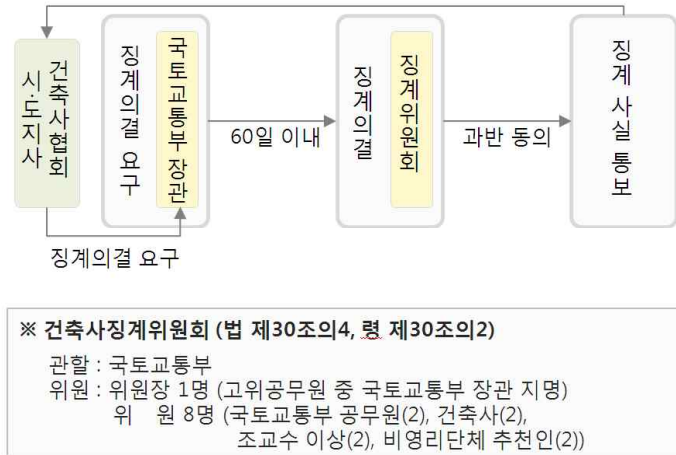 시·도지사
건축사협회
징계의결 요구
국토교통부 장관
60일 이내
징계의결
징계위원회
과반 동의
징계 사실 통보
징계의결 요구
※ 건축사징계위원회 (법 제30조의4, 령 제30조의2)
관할 : 국토교통부
위원 : 위원장 1명 (고위공무원 중 국토교통부 장관 지명)
위 원 8명 (국토교통부 공무원(2), 건축사(2),
조교수 이상(2), 비영리단체 추천인(2))